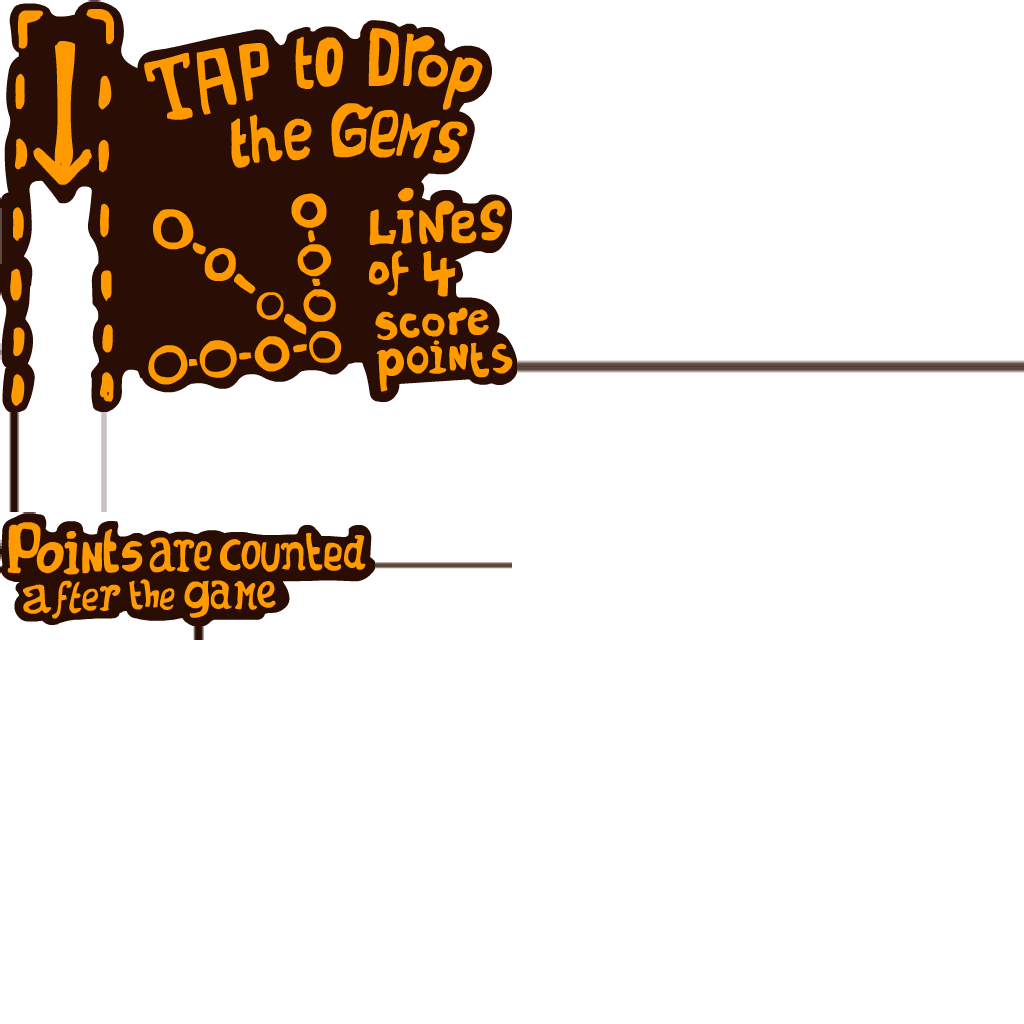 TAP to Drop
the Gems
LiNes
of 4
score
points
Points are counted
after the game